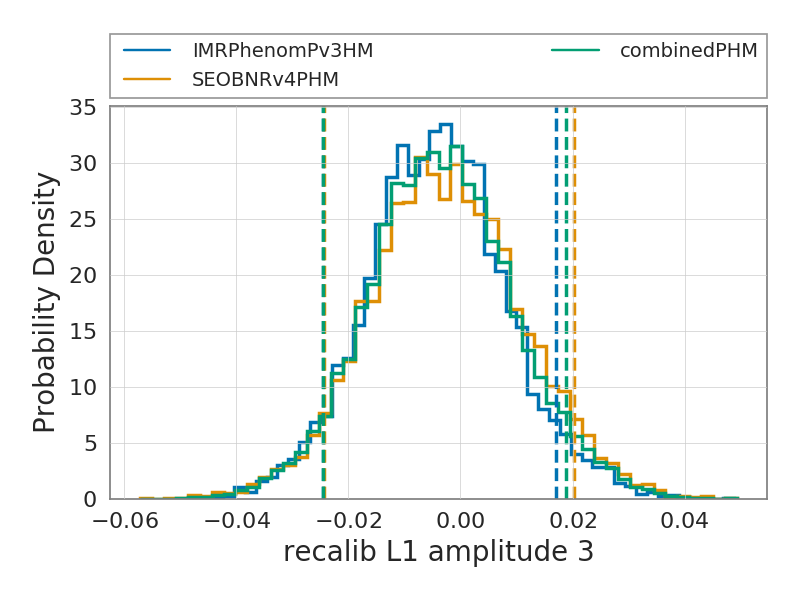 IMRPhenomPv3HM
SEOBNRv4PHM
combinedPHM
35
30
25
20
15
10
5
0
Probability Density
−0.06
−0.04
−0.02
0.00
0.02
0.04
recalib L1 amplitude 3